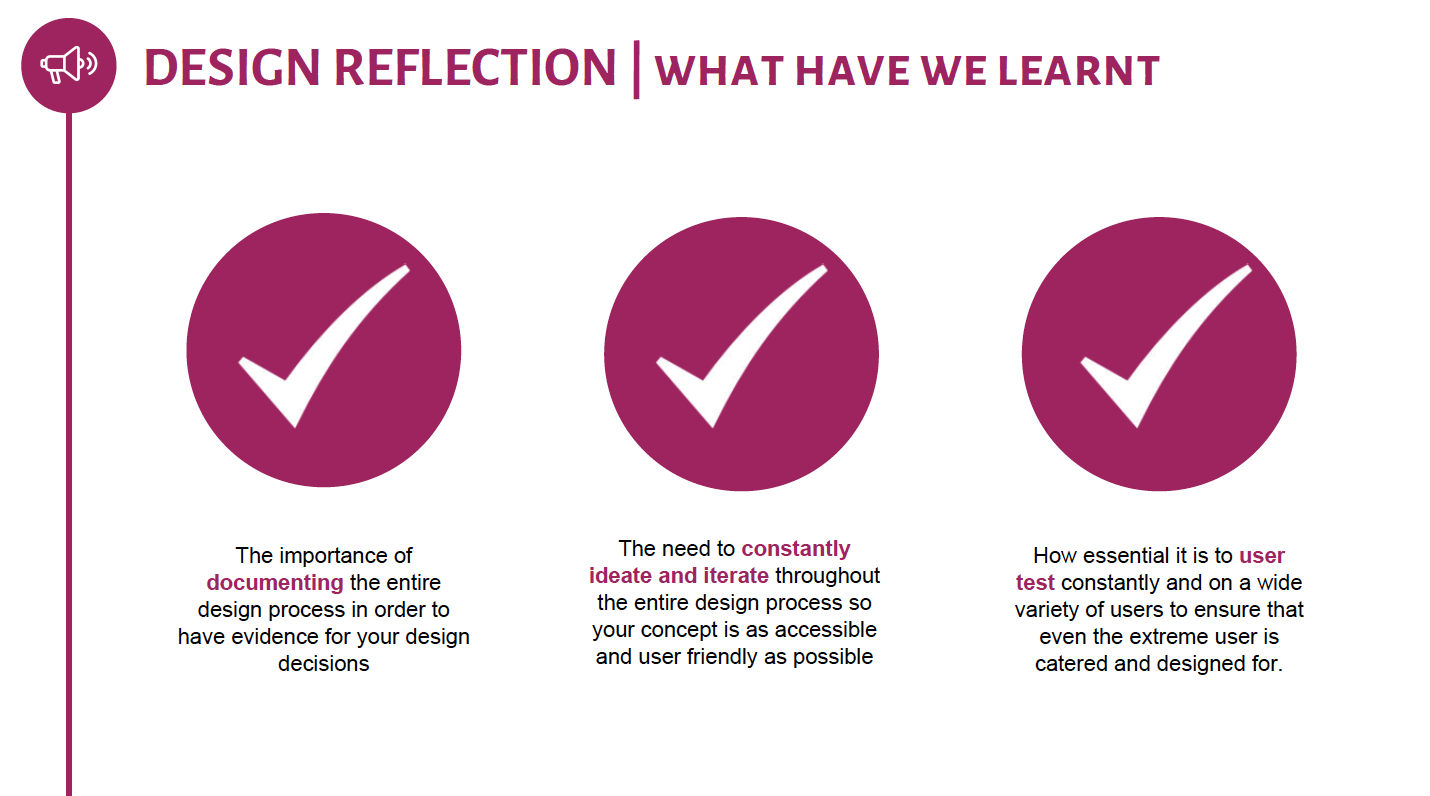 DESIGN REFLECTION | WHAT HAVE WE LEARNT
The importance of
documenting the entire
design process in order to
have evidence for your design
decisions
The need to constantly
ideate and iterate throughout
the entire design process so
your concept is as accessible
and user friendly as possible
How essential it is to user
test constantly and on a wide
variety of users to ensure that
even the extreme user is
catered and designed for.